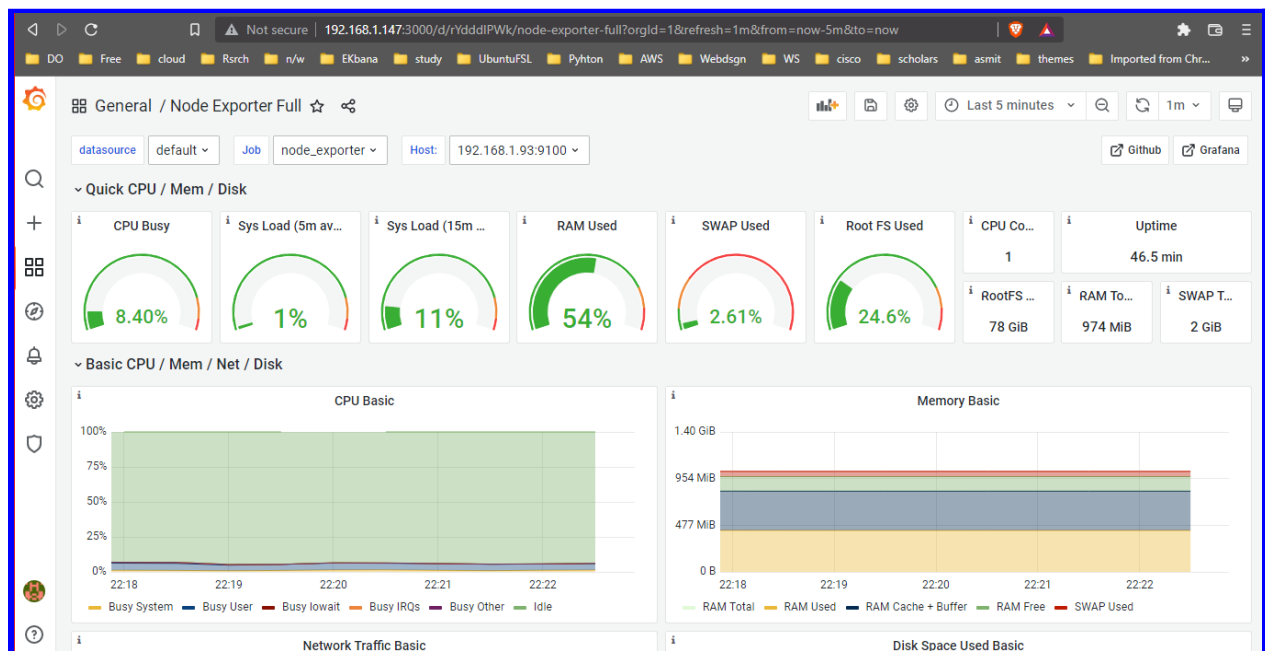 Not secure | 192.168.1.147:3000/d/rYdddlPWk/node-exporter-full?orgId=1&refresh=1m&from=now-5m&to=now
DO Free cloud Rsrch n/w EKbana study UbuntuFSL Pyhton AWS Webdsgn WS cisco scholars asmit themes Imported from Chr... »
General / Node Exporter Full
Last 5 minutes
1m
datasource default Job node_exporter Host: 192.168.1.93:9100
Github Grafana
Quick CPU / Mem / Disk
CPU Busy
8.40%
Sys Load (5m av...
1%
Sys Load (15m ...
11%
RAM Used
54%
SWAP Used
2.61%
Root FS Used
24.6%
CPU Co...
1
Uptime
46.5 min
RootFS ...
78 GiB
RAM To...
974 MiB
SWAP T...
2 GiB
Basic CPU / Mem / Net / Disk
CPU Basic
100%
75%
50%
25%
0%
22:18 22:19 22:20 22:21 22:22
Busy System Busy User Busy Iowait Busy IRQs Busy Other Idle
Memory Basic
1.40 GiB
954 MiB
477 MiB
0 B
22:18 22:19 22:20 22:21 22:22
RAM Total RAM Used RAM Cache + Buffer RAM Free SWAP Used
Network Traffic Basic
Disk Space Used Basic